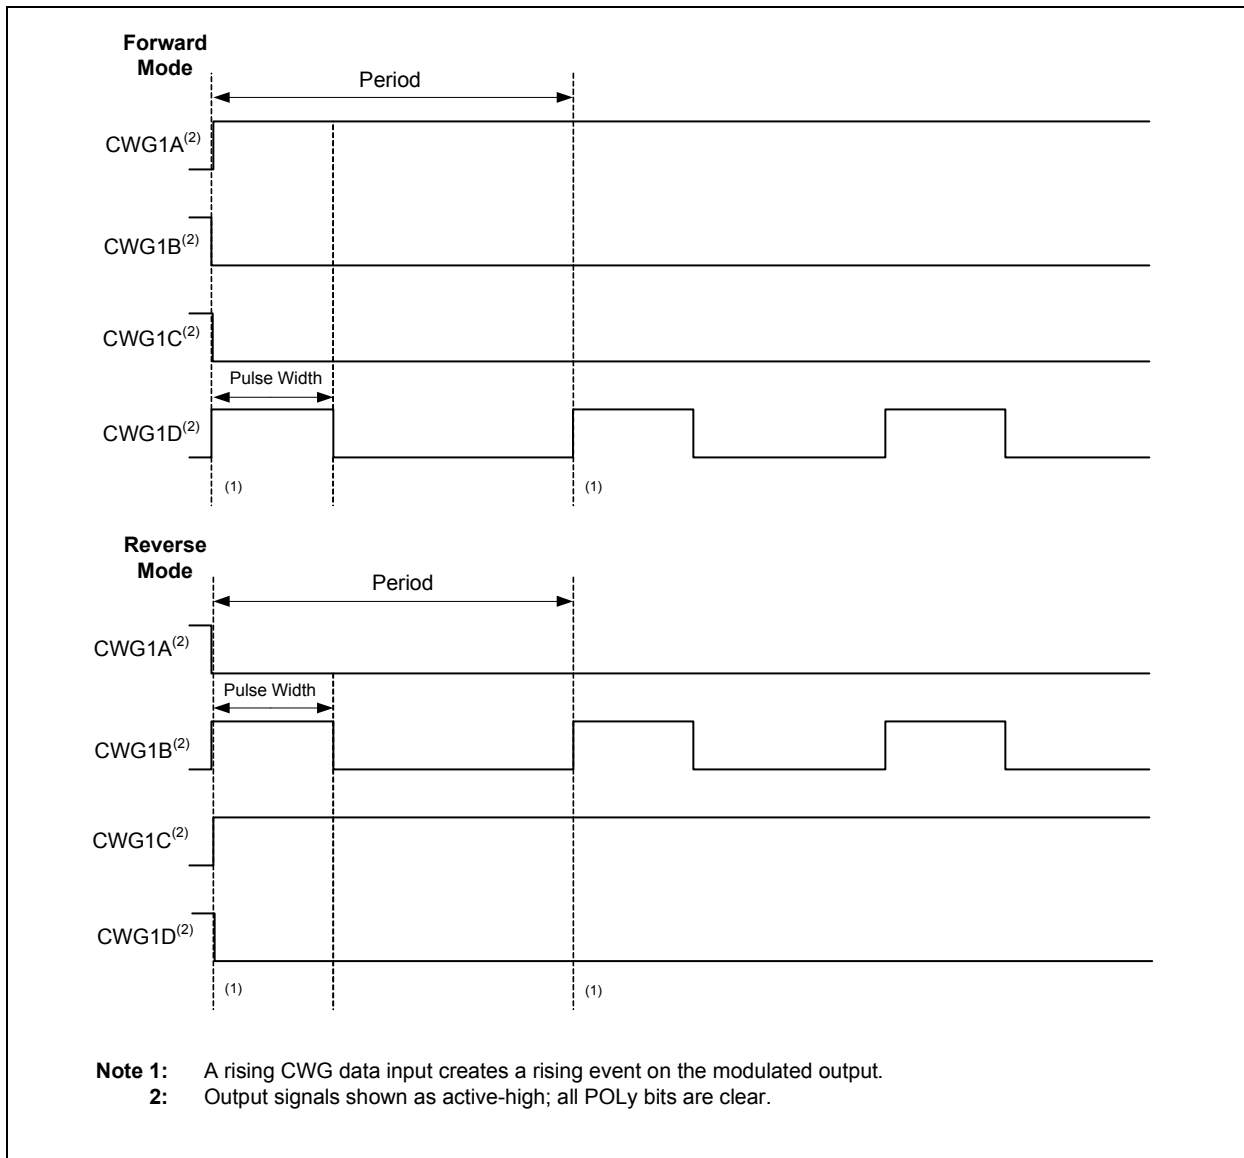 Forward
Mode
Period
CWG1A(2)
CWG1B(2)
CWG1C(2)
Pulse Width
CWG1D(2)
(1) (1)
Reverse
Mode
Period
CWG1A(2)
Pulse Width
CWG1B(2)
CWG1C(2)
CWG1D(2)
(1) (1)
Note 1: A rising CWG data input creates a rising event on the modulated output.
2: Output signals shown as active-high; all POLy bits are clear.